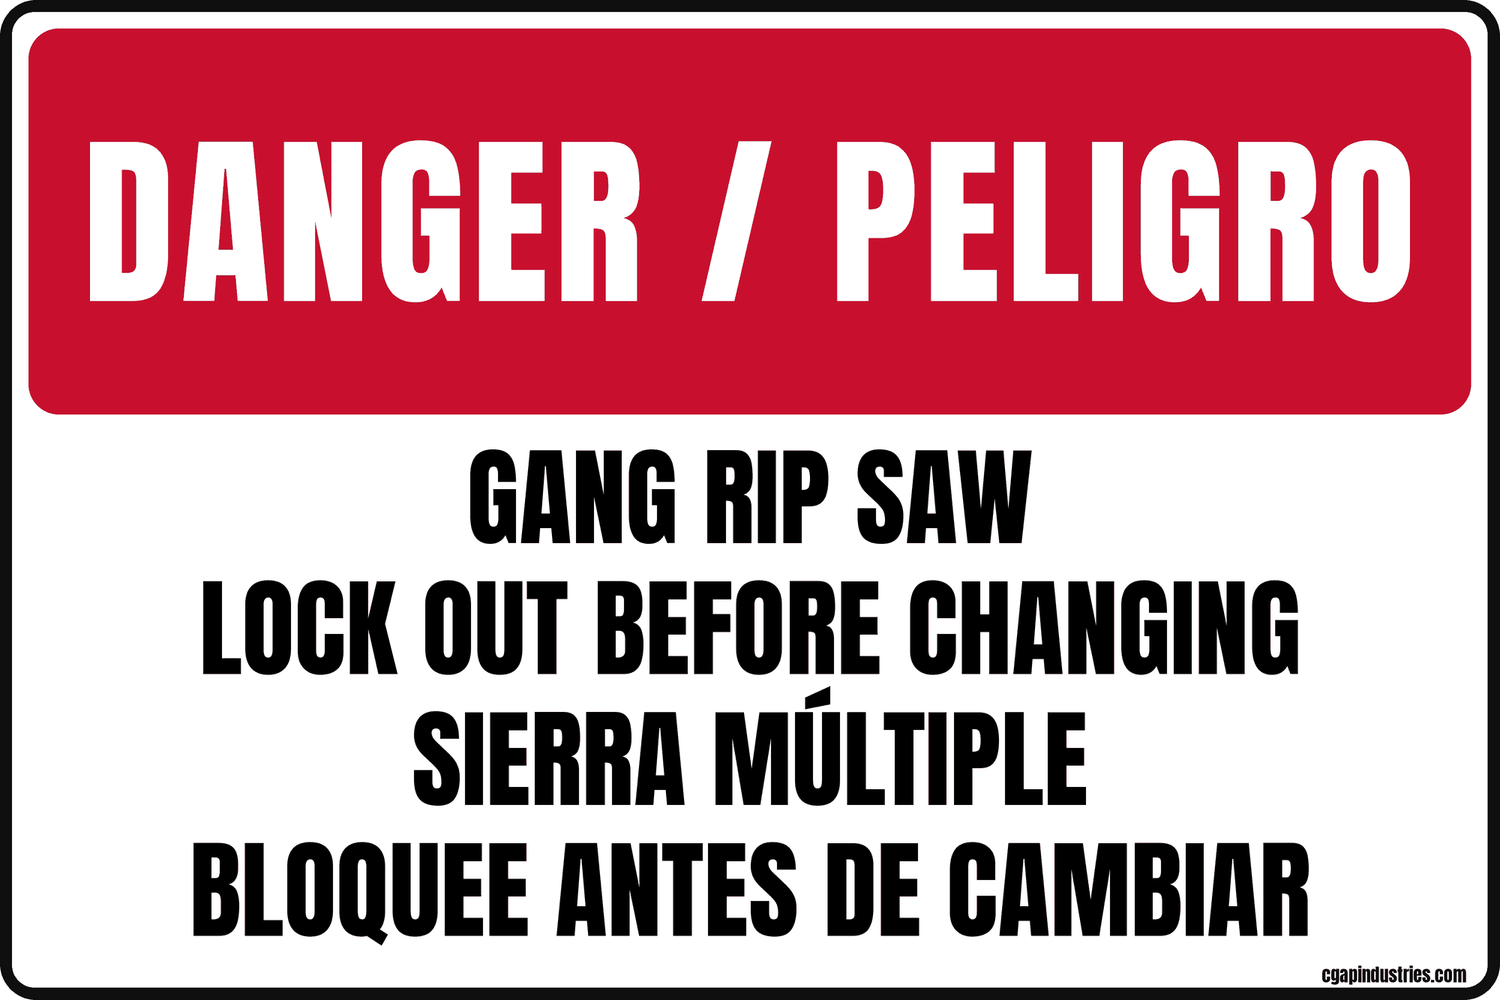 DANGER / PELIGRO
GANG RIP SAW
LOCK OUT BEFORE CHANGING
SIERRA MÚLTIPLE
BLOQUEE ANTES DE CAMBIAR
cgapindustries.com